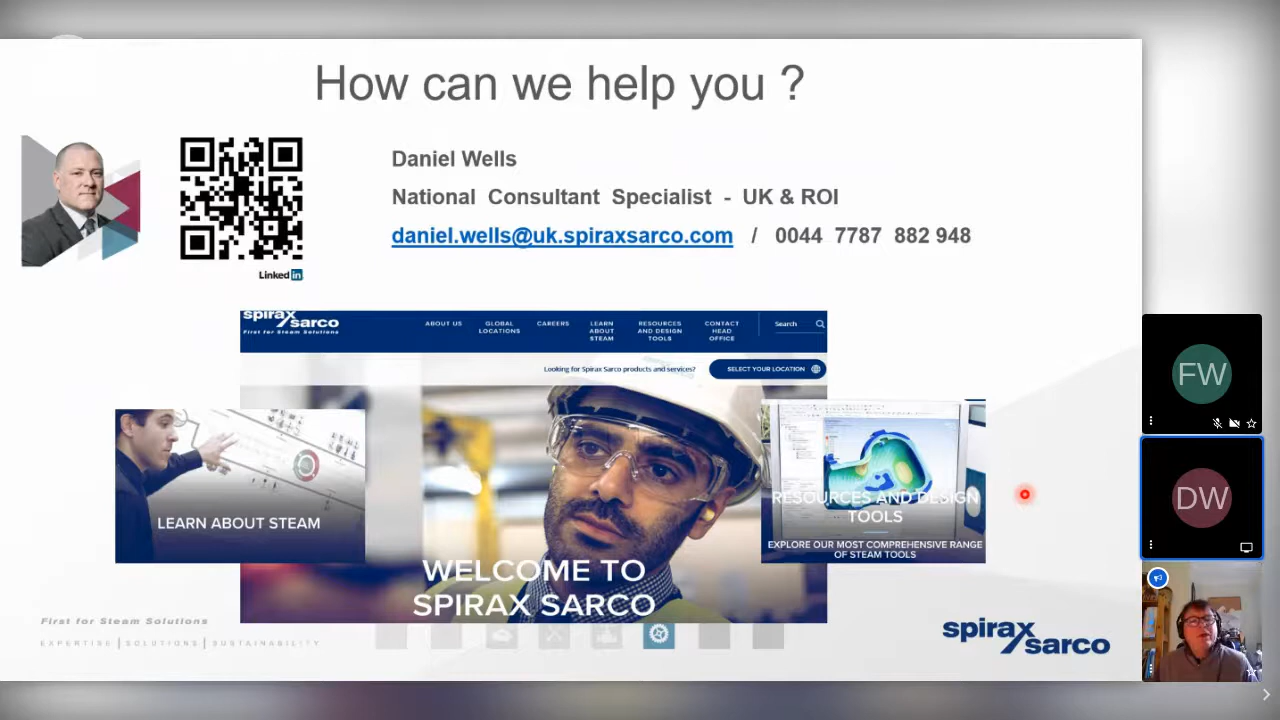 How can we help you ?
Daniel Wells
National Consultant Specialist - UK & ROI
daniel.wells@uk.spiraxsarco.com / 0044 7787 882 948
LinkedIn
spirax sarco
First for Steam Solutions
ABOUT US
GLOBAL LOCATIONS
CAREERS
LEARN ABOUT STEAM
RESOURCES AND DESIGN TOOLS
CONTACT HEAD OFFICE
Search
Looking for Spirax Sarco products and services?
SELECT YOUR LOCATION
LEARN ABOUT STEAM
RESOURCES AND DESIGN
TOOLS
EXPLORE OUR MOST COMPREHENSIVE RANGE
OF STEAM TOOLS
WELCOME TO
SPIRAX SARCO
First for Steam Solutions
EXPERTISE | SOLUTIONS | SUSTAINABILITY
spirax
sarco
FW
DW